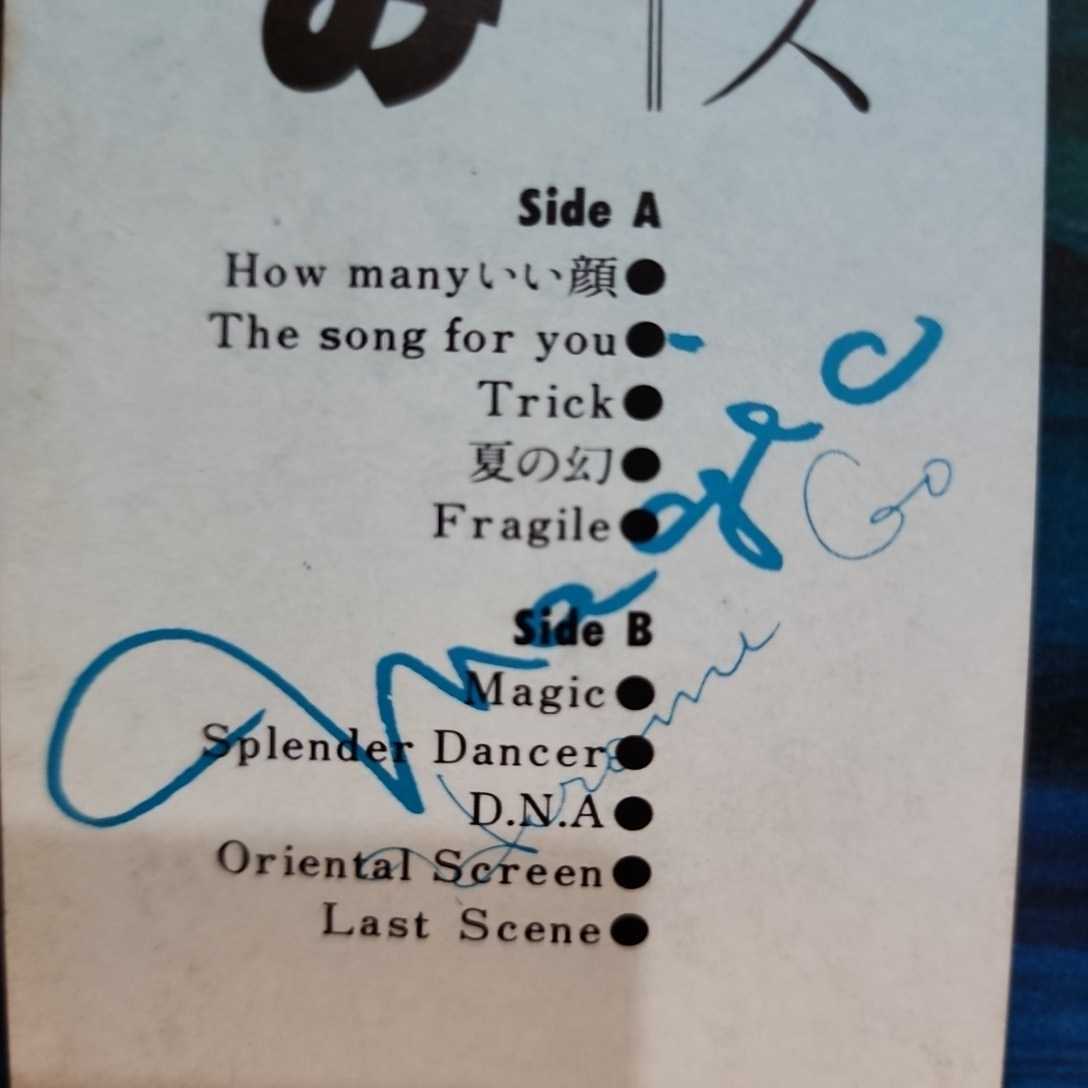 Side A
How manyいい顔●
The song for you●
Trick●
夏の幻●
Fragile●
Side B
Magic●
Splender Dancer●
D.N.A●
Oriental Screen●
Last Scene●
Magic
Go